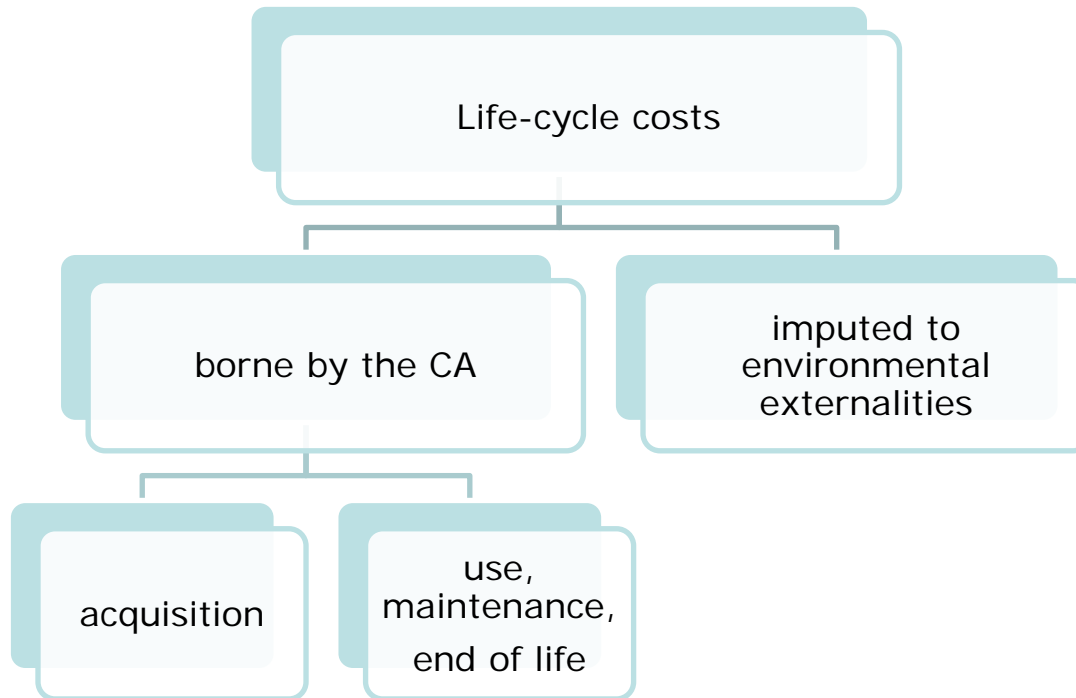 Life-cycle costs
borne by the CA
imputed to
environmental
externalities
acquisition
use,
maintenance,
end of life